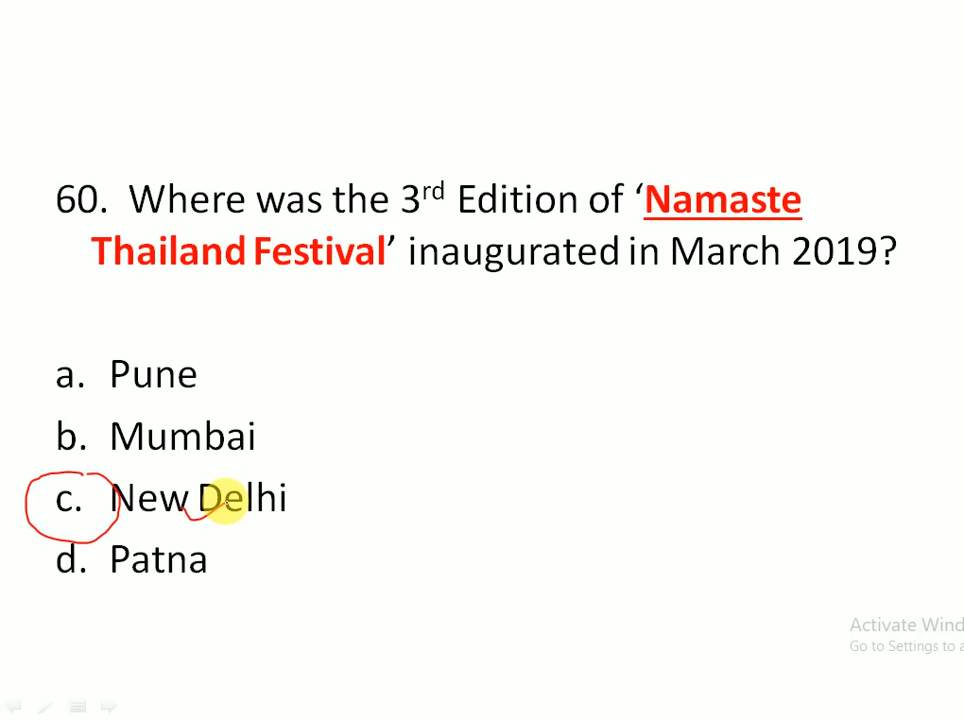 60. Where was the 3rd Edition of ‘Namaste
Thailand Festival’ inaugurated in March 2019?
a. Pune
b. Mumbai
c. New Delhi
d. Patna
Activate Wind
Go to Settings to a